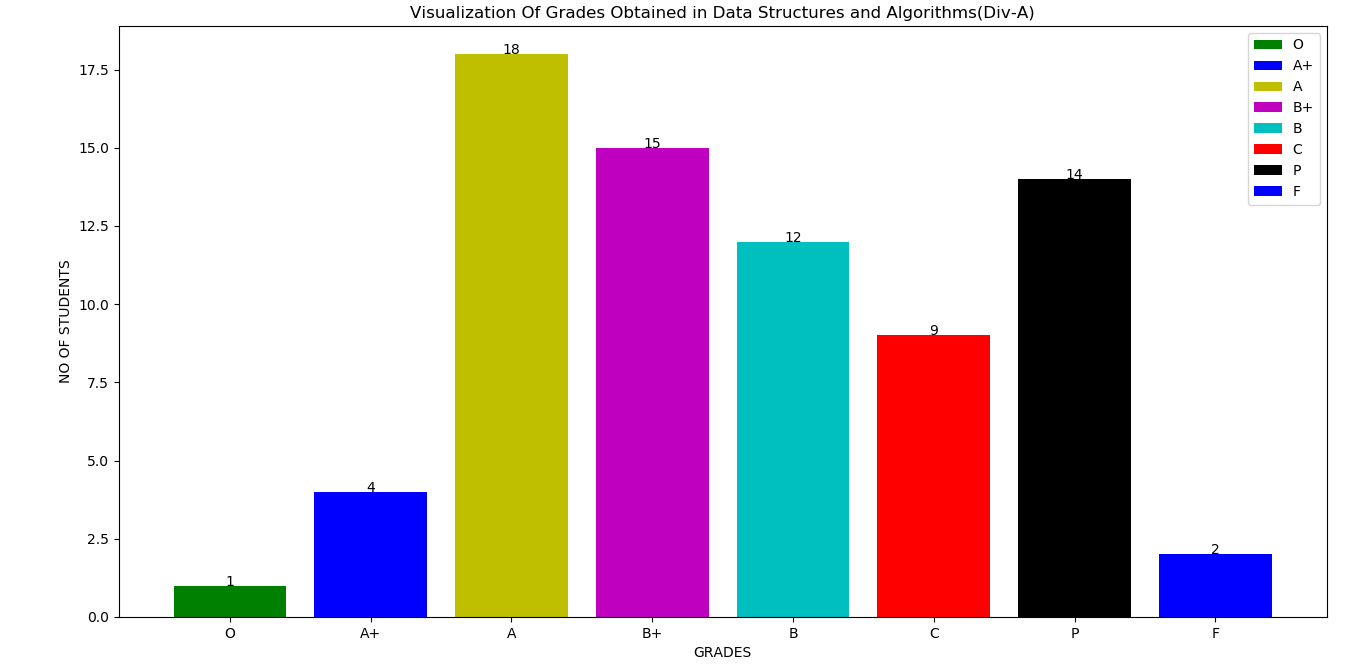 Visualization Of Grades Obtained in Data Structures and Algorithms(Div-A)
NO OF STUDENTS
17.5
15.0
12.5
10.0
7.5
5.0
2.5
0.0
1
4
18
15
12
9
14
2
O
A+
A
B+
B
C
P
F
GRADES
O
A+
A
B+
B
C
P
F